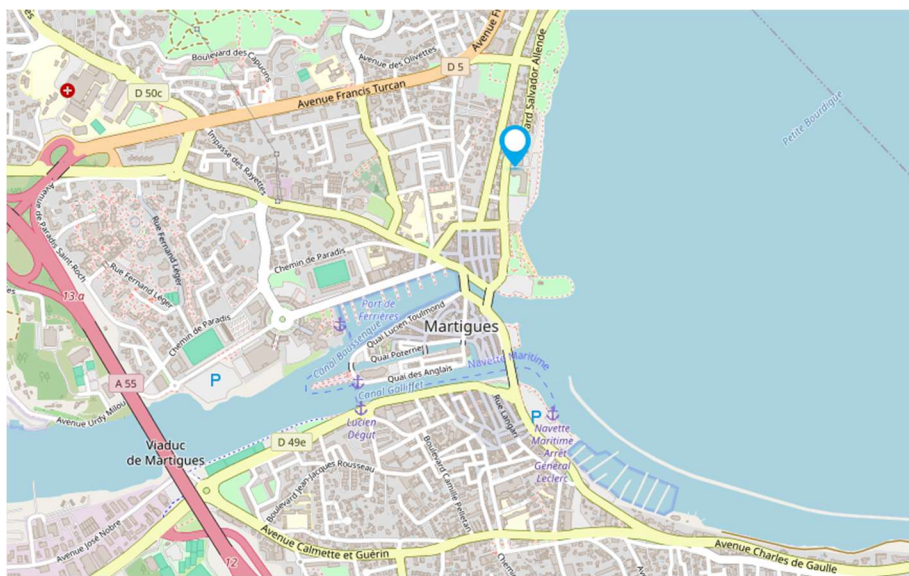 Boulevard des Capucins
Avenue des Olivettes
Avenue F
D 5
D 50c
Avenue Francis Turcan
ard Salvador Allende
Petite Bourdigue
Impasse des Rayettes
Avenue de Paradis Saint-Roch
Rue Fernand Léger
Rue Fernand Léger
Chemin de Paradis
13 a
Port de
Ferrières
Chemin de Paradis
Canal Baussengue
Quai Lucien Toulmond
Martigues
Quai Poterne
Navette Maritime
Quai des Anglais
Canal Galliffet
A 55
P
Avenue Urdy Milou
Lucien
Dégut
Rue Langari
P
Navette
Maritime
Arrêt
Général
Leclerc
Viaduc
de Martigues
D 49e
Boulevard Jean-Jacques Rousseau
Boulevard Camille Pelletan
Avenue José Nobre
12
Avenue Calmette et Guérin
Chemin
Avenue Charles de Gaulle